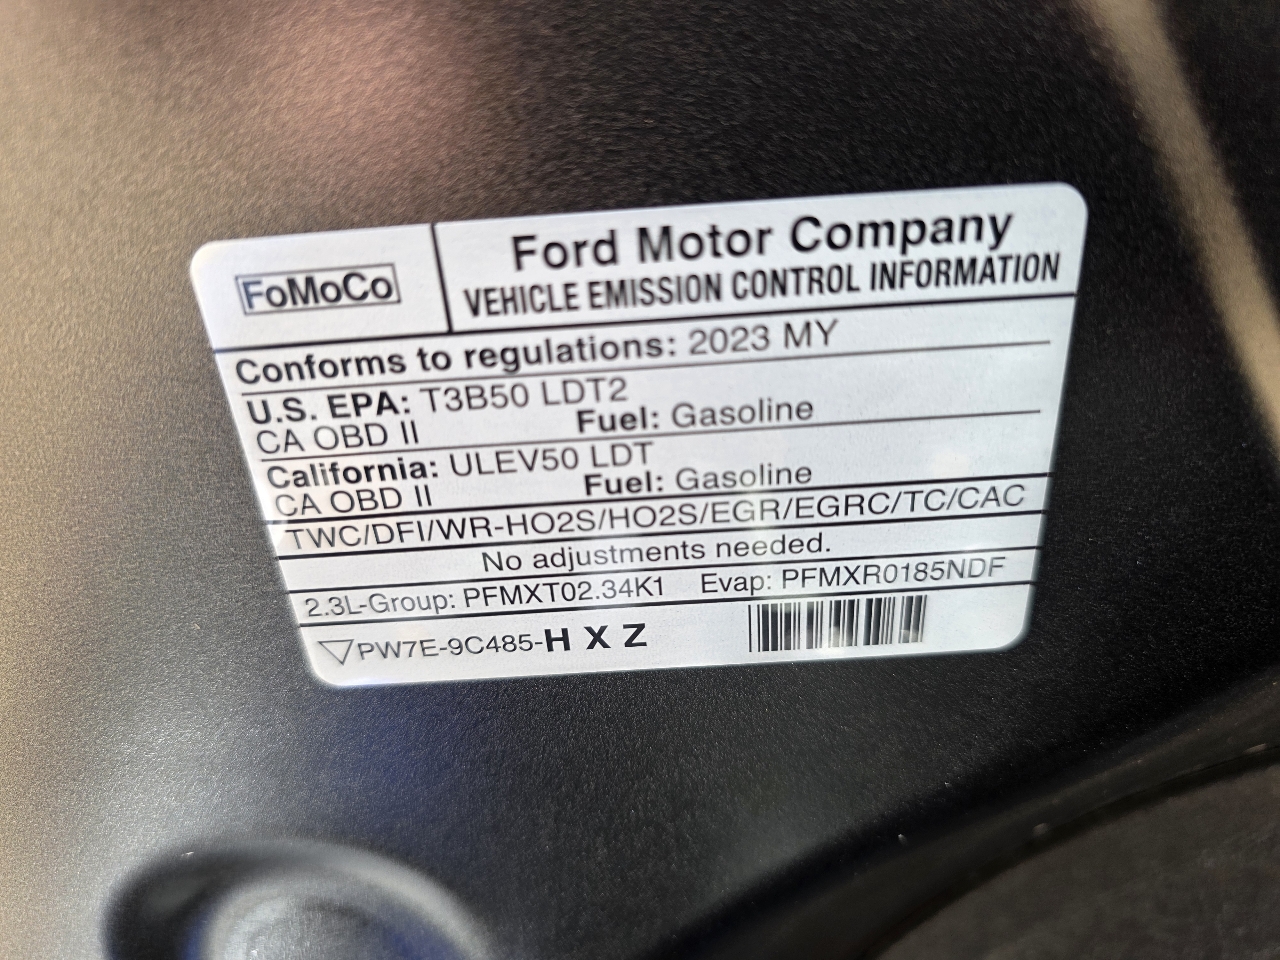 FoMoCo
Ford Motor Company
VEHICLE EMISSION CONTROL INFORMATION
Conforms to regulations: 2023 MY
U.S. EPA: T3B50 LDT2
CA OBD II Fuel: Gasoline
California: ULEV50 LDT
CA OBD II Fuel: Gasoline
TWC/DFI/WR-HO2S/HO2S/EGR/EGRC/TC/CAC
No adjustments needed.
2.3L-Group: PFMXT02.34K1 Evap: PFMXR0185NDF
PW7E-9C485-H X Z